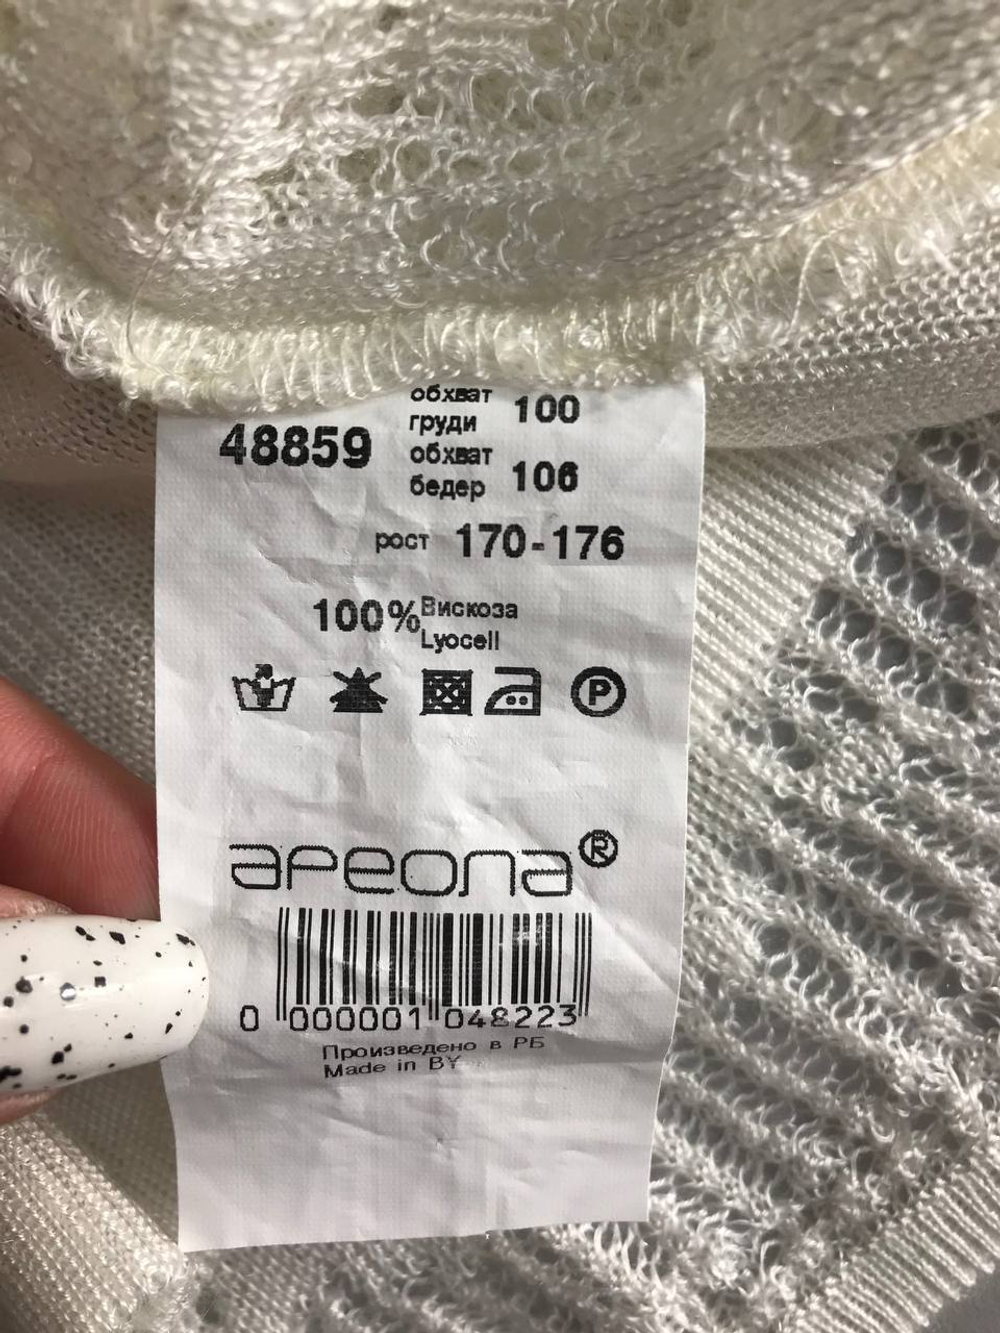 48859
обхват груди 100
обхват бедер 106
рост 170-176
100% Вискоза
Lyocell
P
ареола®
0 000001 048223
Произведено в РБ
Made in BY